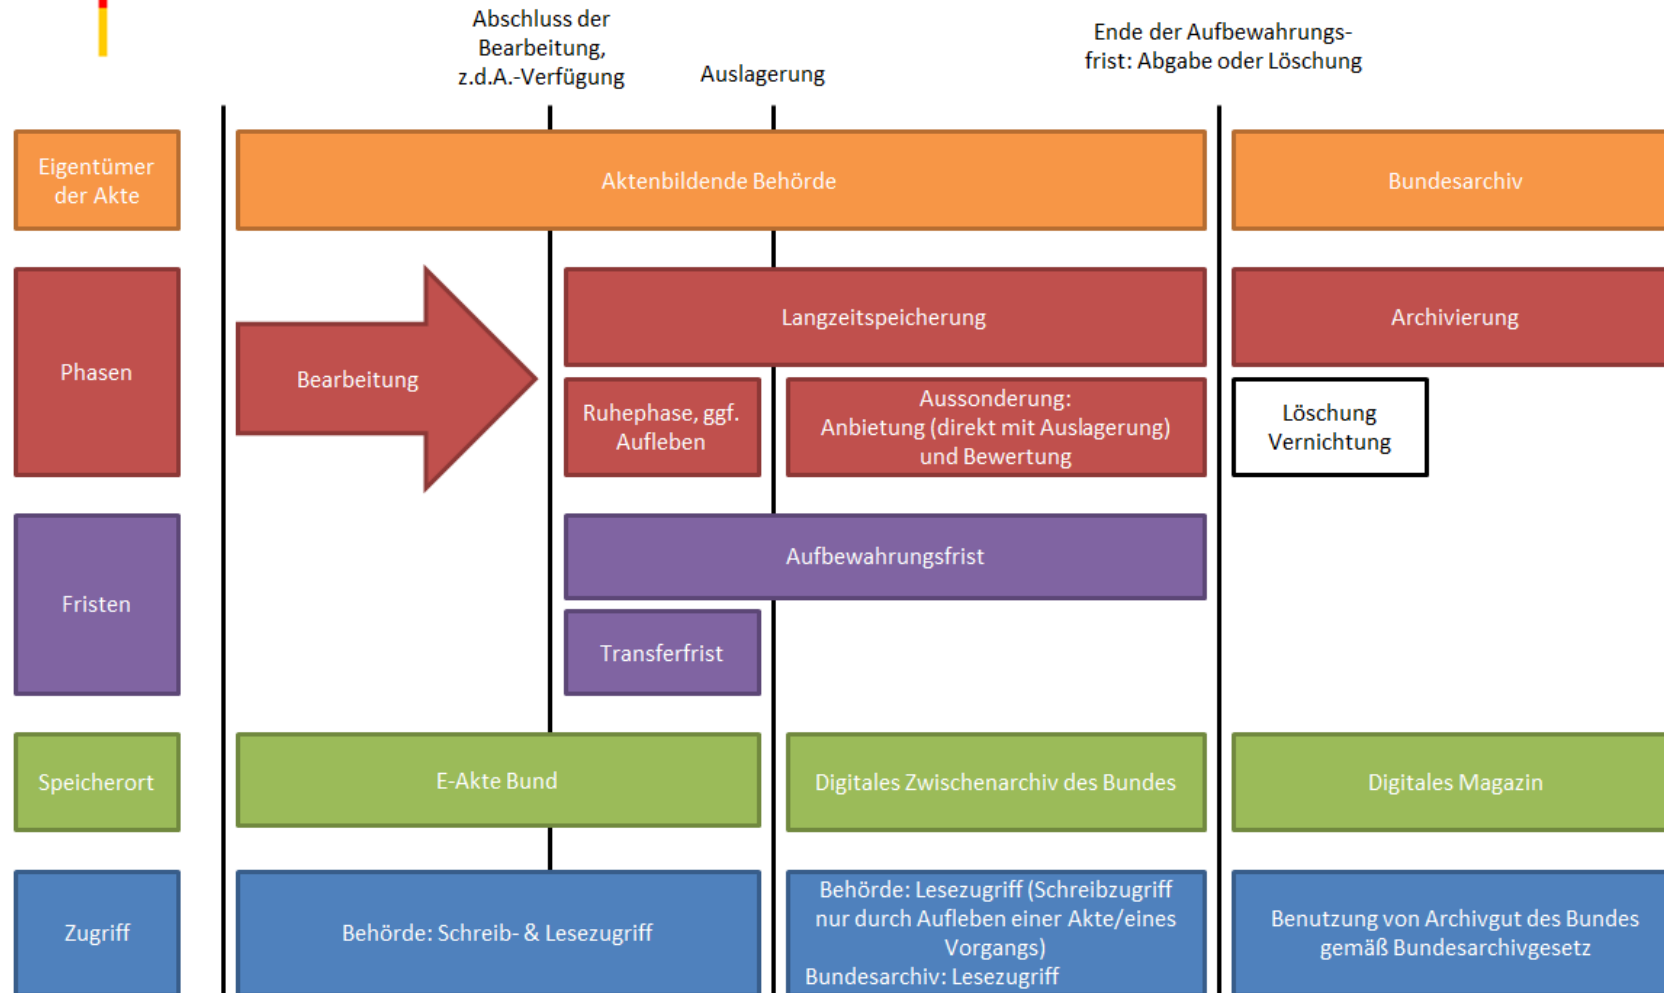 Abschluss der
Bearbeitung,
z.d.A.-Verfügung
Auslagerung
Ende der Aufbewahrungs-
frist: Abgabe oder Löschung
Eigentümer
der Akte
Aktenbildende Behörde
Bundesarchiv
Phasen
Bearbeitung
Langzeitspeicherung
Archivierung
Ruhephase, ggf.
Aufleben
Aussonderung:
Anbietung (direkt mit Auslagerung)
und Bewertung
Löschung
Vernichtung
Fristen
Aufbewahrungsfrist
Transferfrist
Speicherort
E-Akte Bund
Digitales Zwischenarchiv des Bundes
Digitales Magazin
Zugriff
Behörde: Schreib- & Lesezugriff
Behörde: Lesezugriff (Schreibzugriff
nur durch Aufleben einer Akte/eines
Vorgangs)
Bundesarchiv: Lesezugriff
Benutzung von Archivgut des Bundes
gemäß Bundesarchivgesetz